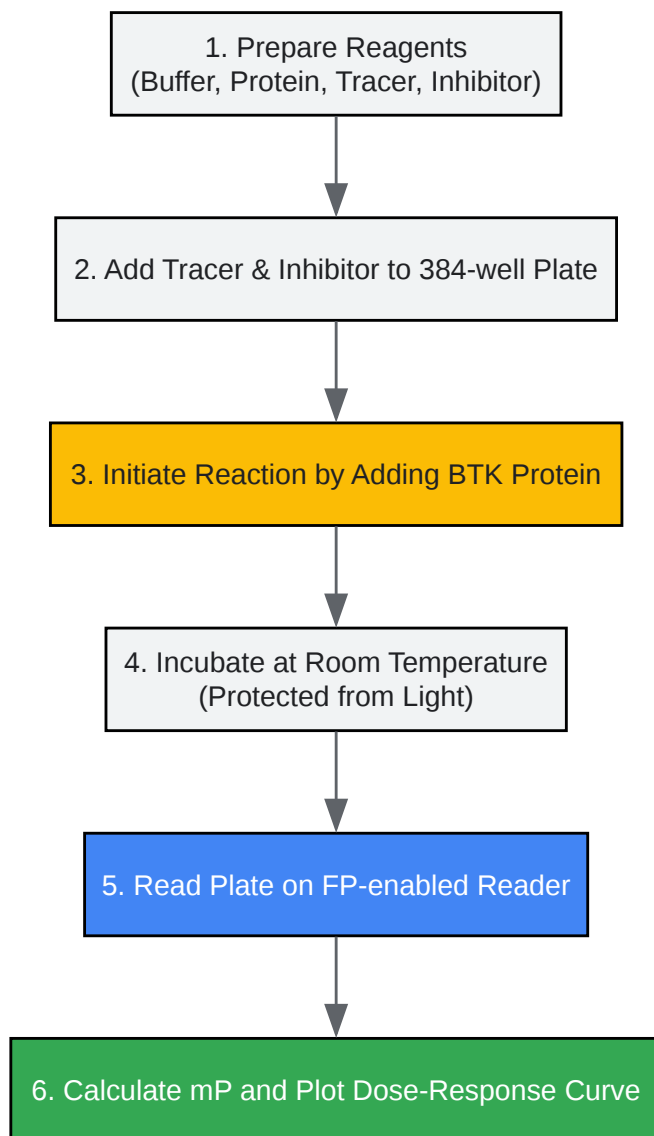 1. Prepare Reagents
(Buffer, Protein, Tracer, Inhibitor)
2. Add Tracer & Inhibitor to 384-well Plate
3. Initiate Reaction by Adding BTK Protein
4. Incubate at Room Temperature
(Protected from Light)
5. Read Plate on FP-enabled Reader
6. Calculate mP and Plot Dose-Response Curve